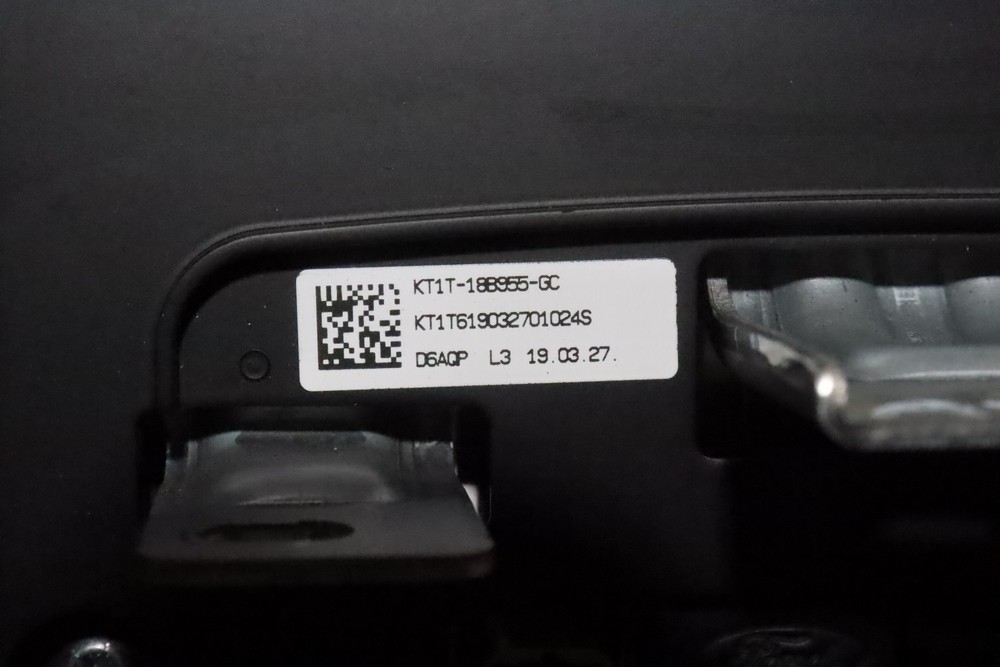 KT1T-18B955-GC
KT1T619032701024S
D6AQP L3 19.03.27.